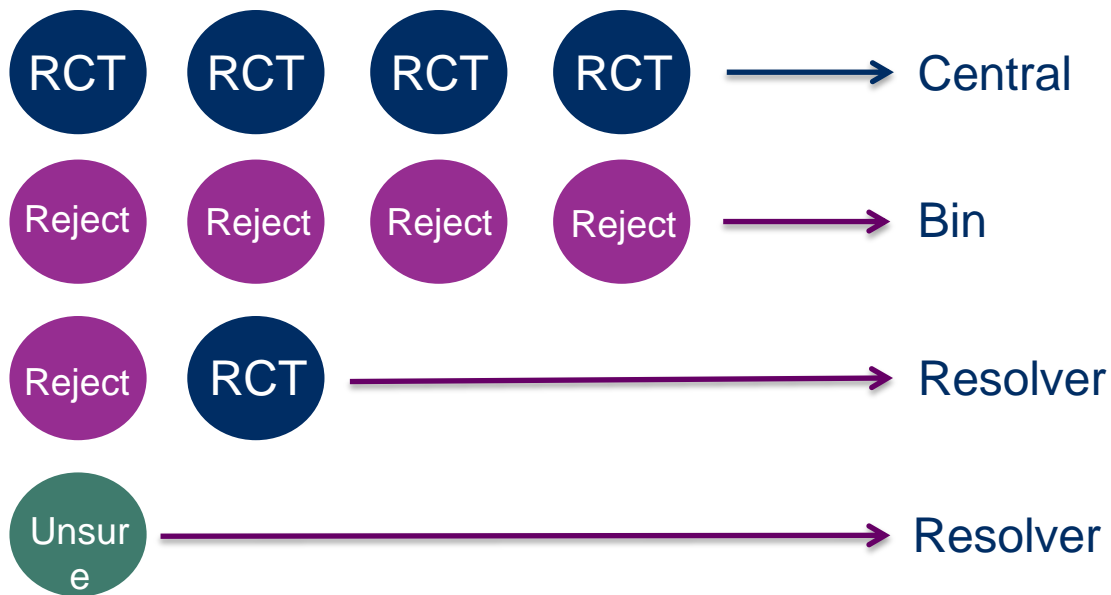 RCT RCT RCT RCT Central
Reject Reject Reject Reject Bin
Reject RCT Resolver
Unsur
e
Resolver